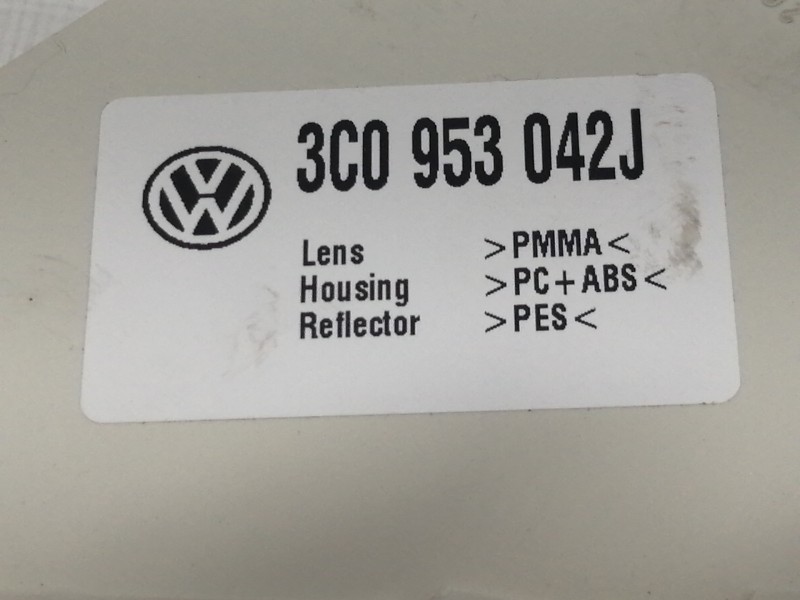 3C0 953 042J
Lens >PMMA<
Housing >PC+ABS<
Reflector >PES<